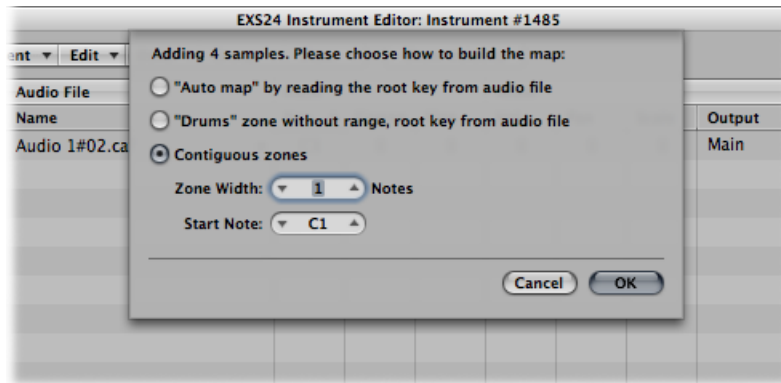 EXS24 Instrument Editor: Instrument #1485
ent Edit
Adding 4 samples. Please choose how to build the map:
"Auto map" by reading the root key from audio file
Audio File
"Drums" zone without range, root key from audio file
Name
Output
Audio 1#02.ca
Main
Contiguous zones
Zone Width: 1 Notes
Start Note: C1
Cancel OK